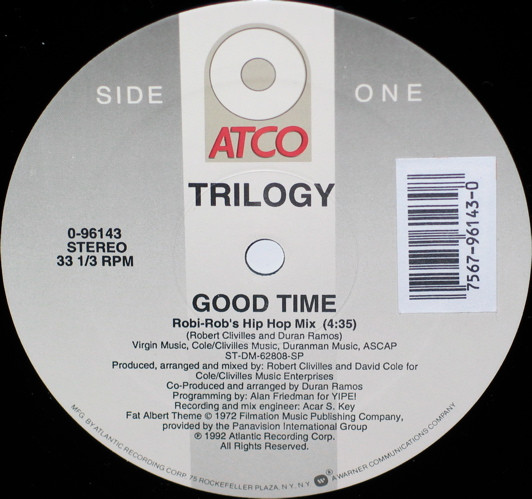 SIDE ONE
ATCO
TRILOGY
0-96143
STEREO
33 1/3 RPM
7567-96143-0
GOOD TIME
Robi-Rob's Hip Hop Mix (4:35)
(Robert Clivilles and Duran Ramos)
Virgin Music, Cole/Clivilles Music, Duranman Music, ASCAP
ST-DM-62808-SP
Produced, arranged and mixed by: Robert Clivilles and David Cole for
Cole/Clivilles Music Enterprises
Co-Produced and arranged by Duran Ramos
Programming by: Alan Friedman for YIPE!
Recording and mix engineer: Acar S. Key
Fat Albert Theme © 1972 Filmation Music Publishing Company,
provided by the Panavision International Group
℗ 1992 Atlantic Recording Corp.
All Rights Reserved.
MFG. BY ATLANTIC RECORDING CORP. 75 ROCKEFELLER PLAZA, N.Y. N.Y. W ® A WARNER COMMUNICATIONS COMPANY